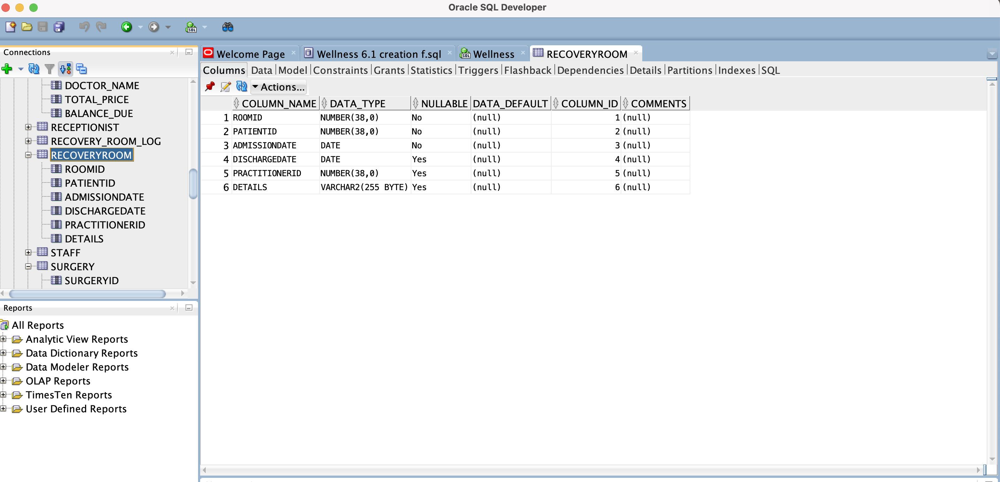 Oracle SQL Developer
Connections
DOCTOR_NAME
TOTAL_PRICE
BALANCE_DUE
RECEPTIONIST
RECOVERY_ROOM_LOG
RECOVERYROOM
ROOMID
PATIENTID
ADMISSIONDATE
DISCHARGEDATE
PRACTITIONERID
DETAILS
STAFF
SURGERY
SURGERYID
Reports
All Reports
Analytic View Reports
Data Dictionary Reports
Data Modeler Reports
OLAP Reports
TimesTen Reports
User Defined Reports
Welcome Page Wellness 6.1 creation f.sql Wellness RECOVERYROOM
Columns Data Model Constraints Grants Statistics Triggers Flashback Dependencies Details Partitions Indexes SQL
Actions...
COLUMN_NAME DATA_TYPE NULLABLE DATA_DEFAULT COLUMN_ID COMMENTS
1 ROOMID NUMBER(38,0) No (null) 1 (null)
2 PATIENTID NUMBER(38,0) No (null) 2 (null)
3 ADMISSIONDATE DATE No (null) 3 (null)
4 DISCHARGEDATE DATE Yes (null) 4 (null)
5 PRACTITIONERID NUMBER(38,0) Yes (null) 5 (null)
6 DETAILS VARCHAR2(255 BYTE) Yes (null) 6 (null)